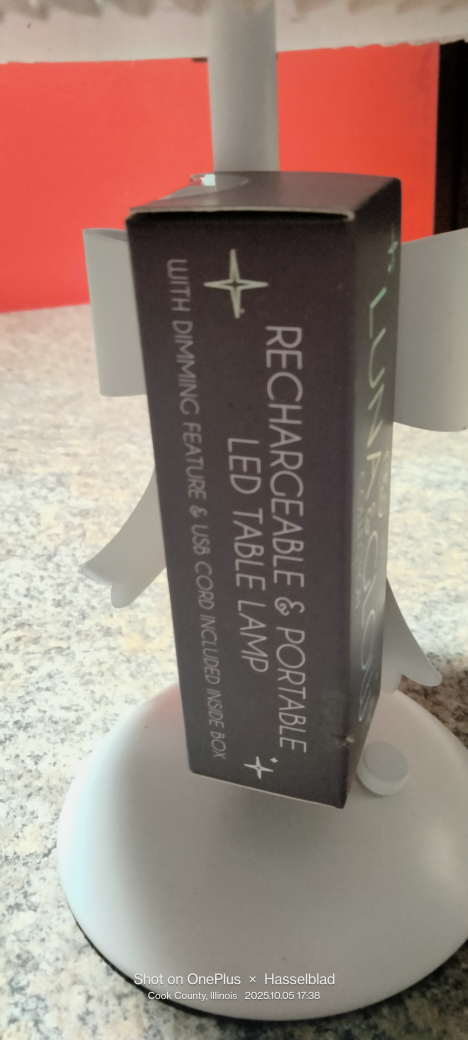 RECHARGEABLE & PORTABLE
LED TABLE LAMP
WITH DIMMING FEATURE & USB CORD INCLUDED INSIDE BOX
LUNA &
Shot on OnePlus × Hasselblad
Cook County, Illinois 2025.10.05 17:38